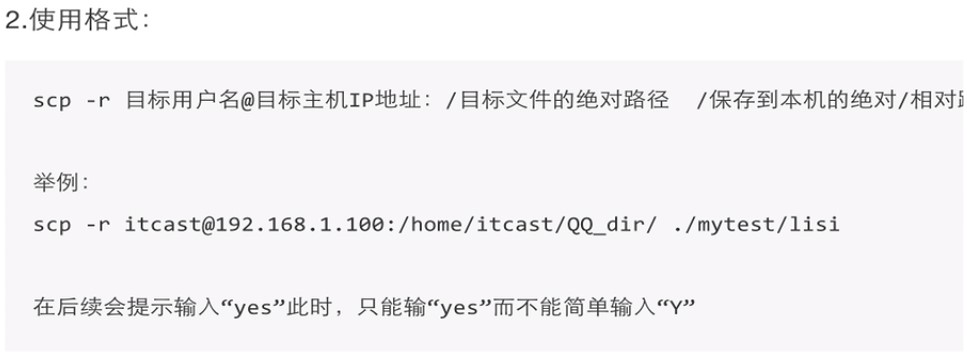 2.使用格式：
scp -r 目标用户名@目标主机IP地址：/目标文件的绝对路径  /保存到本机的绝对/相对
举例：
scp -r itcast@192.168.1.100:/home/itcast/QQ_dir/ ./mytest/lisi
在后续会提示输入“yes”此时，只能输“yes”而不能简单输入“Y”